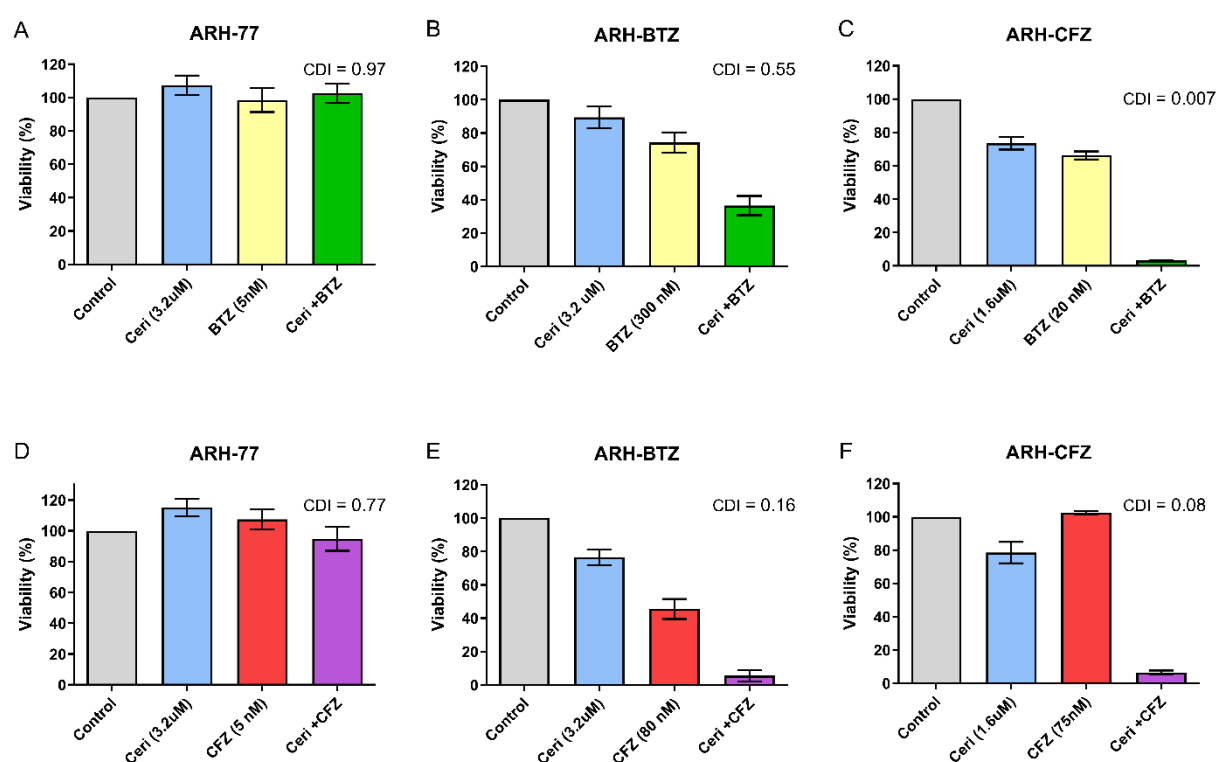 A
ARH-77
CDI = 0.97
Viability (%)
120
100
80
60
40
20
0
Control
Ceri (3.2uM)
BTZ (5nM)
Ceri +BTZ
B
ARH-BTZ
CDI = 0.55
Viability (%)
120
100
80
60
40
20
0
Control
Ceri (3.2 uM)
BTZ (300 nM)
Ceri +BTZ
C
ARH-CFZ
CDI = 0.007
Viability (%)
120
100
80
60
40
20
0
Control
Ceri (1.6uM)
BTZ (20 nM)
Ceri +BTZ
D
ARH-77
CDI = 0.77
Viability (%)
120
100
80
60
40
20
0
Control
Ceri (3.2uM)
CFZ (5 nM)
Ceri +CFZ
E
ARH-BTZ
CDI = 0.16
Viability (%)
120
100
80
60
40
20
0
Control
Ceri (3.2uM)
CFZ (80 nM)
Ceri +CFZ
F
ARH-CFZ
CDI = 0.08
Viability (%)
120
100
80
60
40
20
0
Control
Ceri (1.6uM)
CFZ (75nM)
Ceri +CFZ